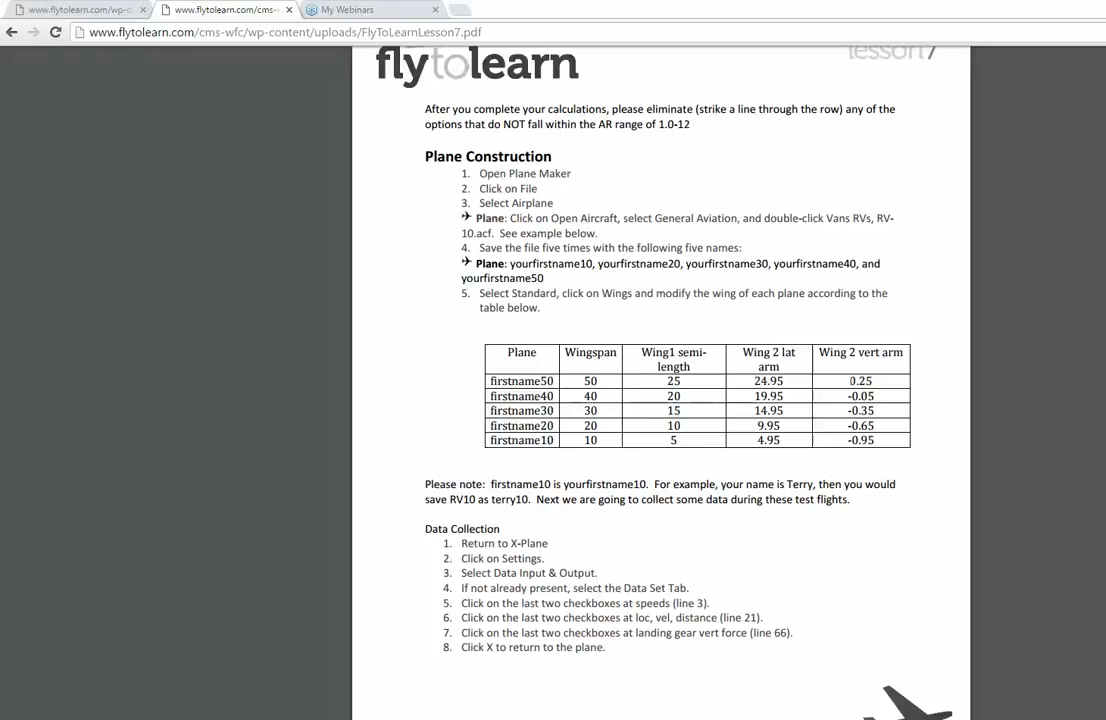 www.flytolearn.com/wp-c
www.flytolearn.com/cms-
My Webinars
www.flytolearn.com/cms-wfc/wp-content/uploads/FlyToLearnLesson7.pdf
flytolearn
lesson7
After you complete your calculations, please eliminate (strike a line through the row) any of the
options that do NOT fall within the AR range of 1.0-12
Plane Construction
1. Open Plane Maker
2. Click on File
3. Select Airplane
Plane: Click on Open Aircraft, select General Aviation, and double-click Vans RVs, RV-
10.acf. See example below.
4. Save the file five times with the following five names:
Plane: yourfirstname10, yourfirstname20, yourfirstname30, yourfirstname40, and
yourfirstname50
5. Select Standard, click on Wings and modify the wing of each plane according to the
table below.
Plane Wingspan Wing1 semi-length Wing 2 lat arm Wing 2 vert arm
firstname50 50 25 24.95 0.25
firstname40 40 20 19.95 -0.05
firstname30 30 15 14.95 -0.35
firstname20 20 10 9.95 -0.65
firstname10 10 5 4.95 -0.95
Please note: firstname10 is yourfirstname10. For example, your name is Terry, then you would
save RV10 as terry10. Next we are going to collect some data during these test flights.
Data Collection
1. Return to X-Plane
2. Click on Settings.
3. Select Data Input & Output.
4. If not already present, select the Data Set Tab.
5. Click on the last two checkboxes at speeds (line 3).
6. Click on the last two checkboxes at loc, vel, distance (line 21).
7. Click on the last two checkboxes at landing gear vert force (line 66).
8. Click X to return to the plane.